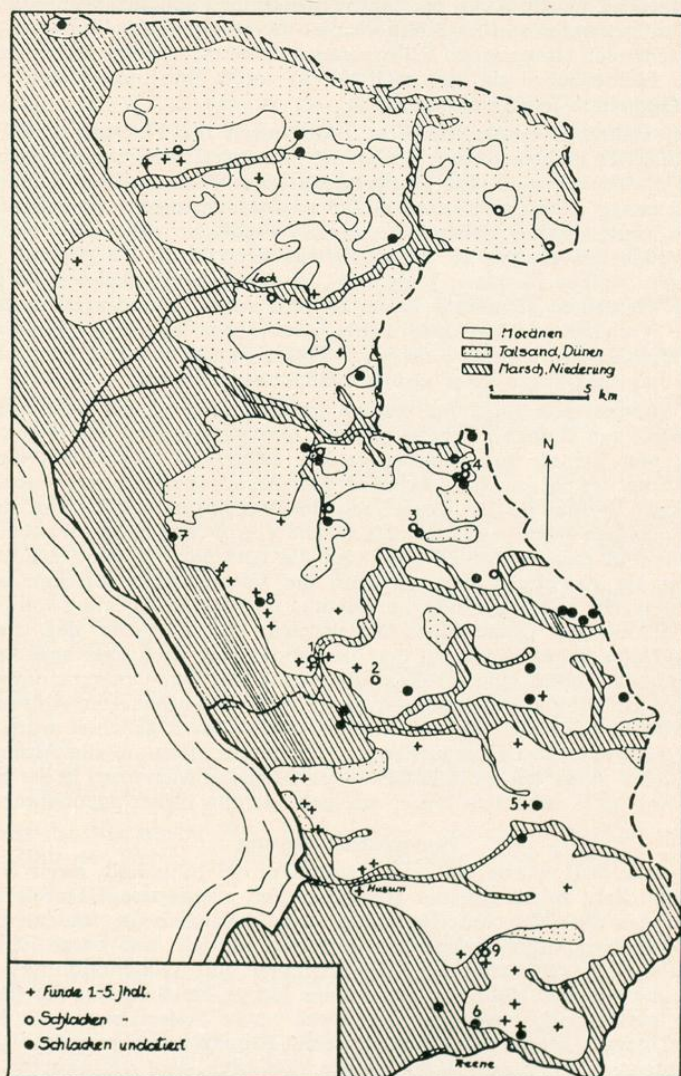 Leck
Moränen
Talsand, Dünen
Marsch, Niederung
1 5 km
N
4
3
7
8
1
2
5
Husum
9
6
Treene
+ Funde 1.-5. Jhdt.
o Schlacken "
● Schlacken undatiert